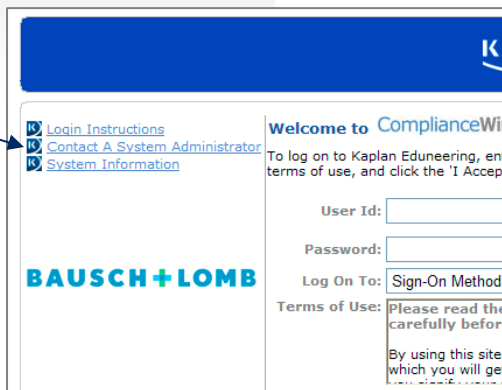 K
Login Instructions
Contact A System Administrator
System Information
BAUSCH+LOMB
Welcome to ComplianceWi
To log on to Kaplan Eduneering, en
terms of use, and click the 'I Accep
User Id:
Password:
Log On To: Sign-On Method
Terms of Use: Please read the
carefully befor
By using this site
which you will ge